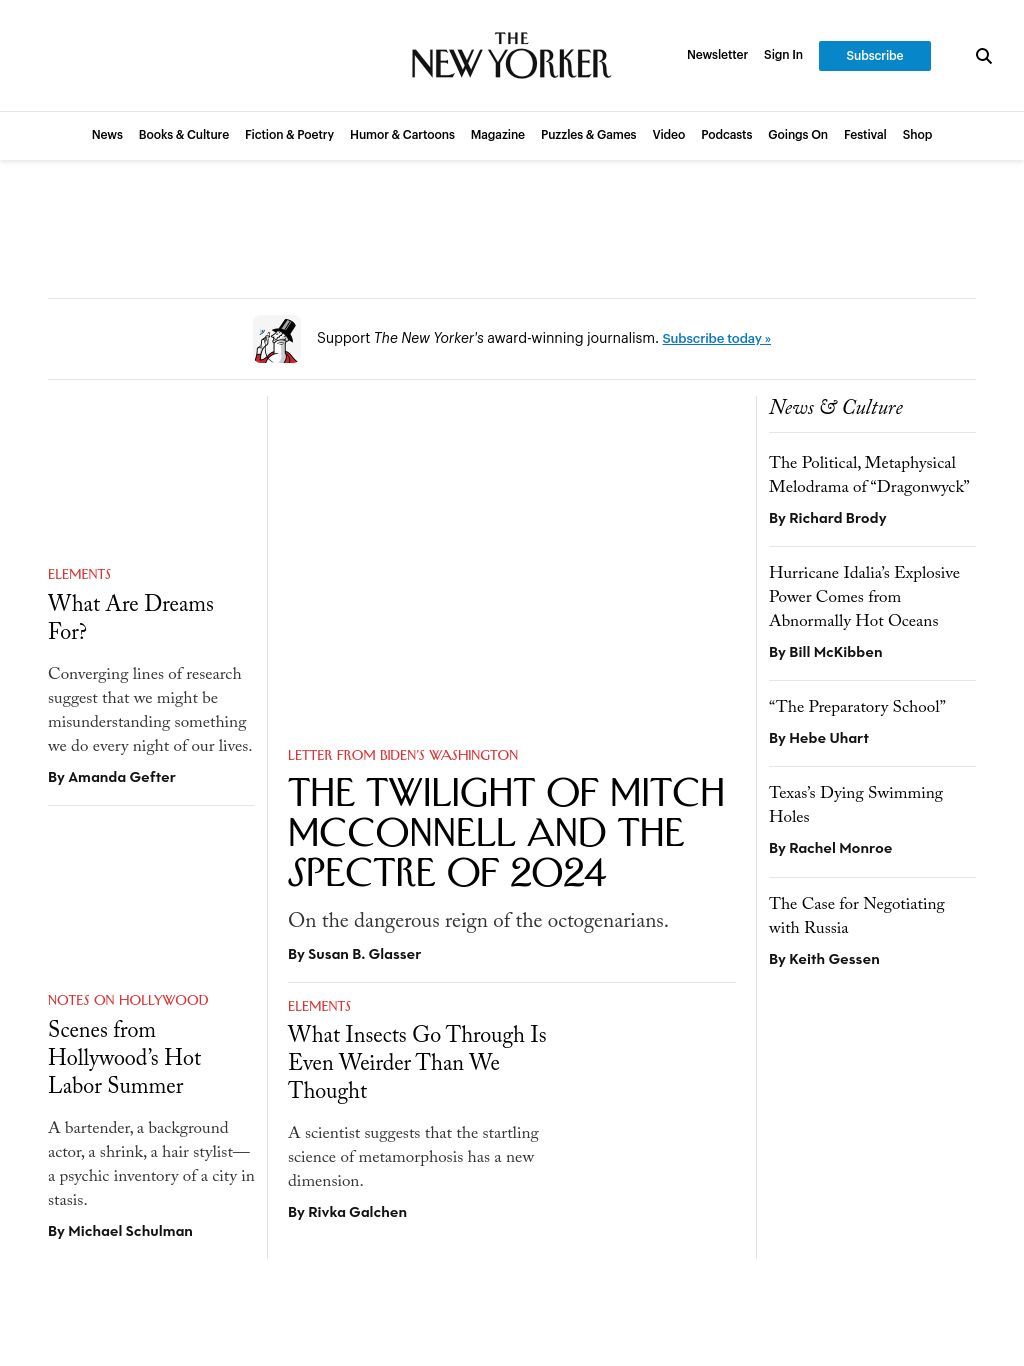 THE
NEW YORKER
Newsletter
Sign In
Subscribe
News
Books & Culture
Fiction & Poetry
Humor & Cartoons
Magazine
Puzzles & Games
Video
Podcasts
Goings On
Festival
Shop
Support The New Yorker's award-winning journalism. Subscribe today »
ELEMENTS
What Are Dreams
For?
Converging lines of research
suggest that we might be
misunderstanding something
we do every night of our lives.
By Amanda Gefter
NOTES ON HOLLYWOOD
Scenes from
Hollywood’s Hot
Labor Summer
A bartender, a background
actor, a shrink, a hair stylist—
a psychic inventory of a city in
stasis.
By Michael Schulman
LETTER FROM BIDEN’S WASHINGTON
THE TWILIGHT OF MITCH
MCCONNELL AND THE
SPECTRE OF 2024
On the dangerous reign of the octogenarians.
By Susan B. Glasser
ELEMENTS
What Insects Go Through Is
Even Weirder Than We
Thought
A scientist suggests that the startling
science of metamorphosis has a new
dimension.
By Rivka Galchen
News & Culture
The Political, Metaphysical
Melodrama of “Dragonwyck”
By Richard Brody
Hurricane Idalia’s Explosive
Power Comes from
Abnormally Hot Oceans
By Bill McKibben
“The Preparatory School”
By Hebe Uhart
Texas’s Dying Swimming
Holes
By Rachel Monroe
The Case for Negotiating
with Russia
By Keith Gessen